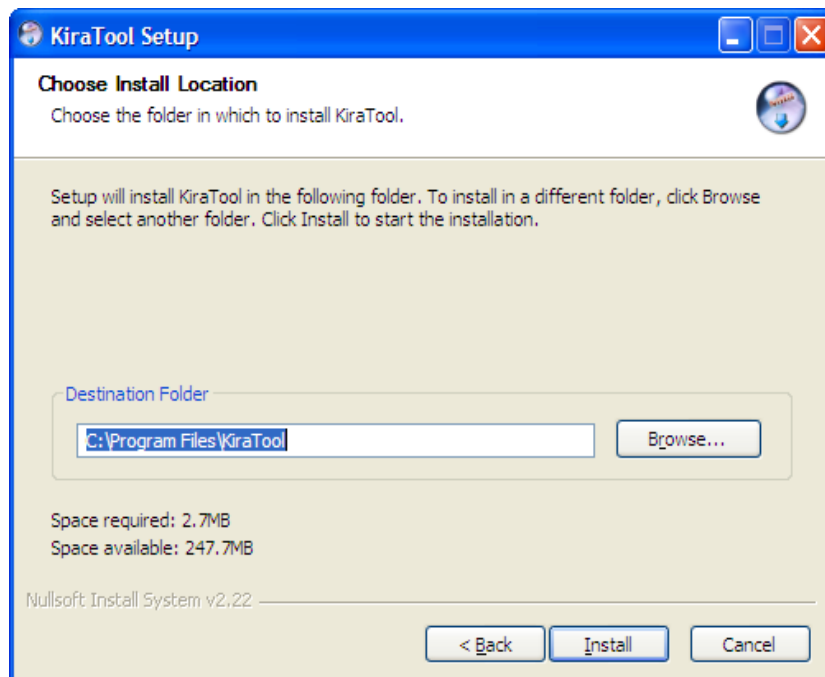 KiraTool Setup
Choose Install Location
Choose the folder in which to install KiraTool.
Setup will install KiraTool in the following folder. To install in a different folder, click Browse
and select another folder. Click Install to start the installation.
Destination Folder
C:\Program Files\KiraTool
Browse...
Space required: 2.7MB
Space available: 247.7MB
Nullsoft Install System v2.22
< Back
Install
Cancel